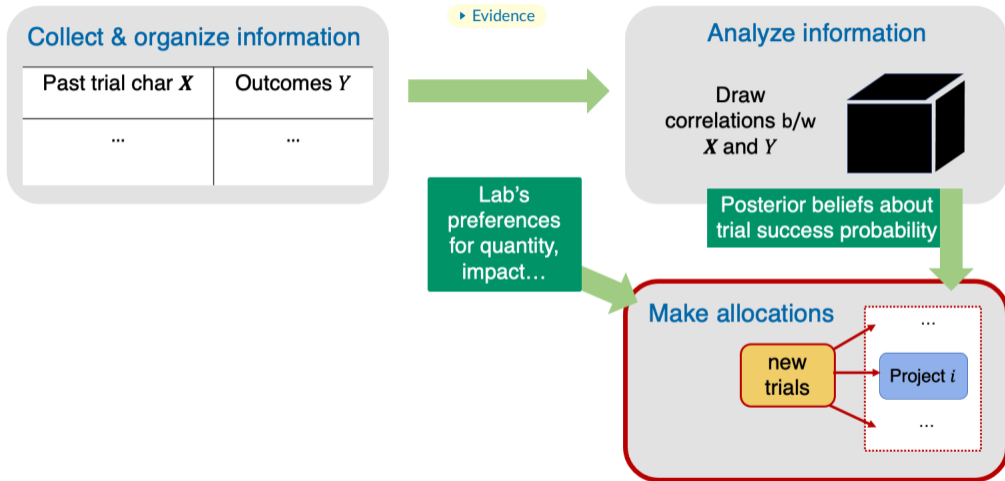 ▸ Evidence
Collect & organize information
Past trial char X
Outcomes Y
...
...
Analyze information
Draw
correlations b/w
X and Y
Lab's
preferences
for quantity,
impact...
Posterior beliefs about
trial success probability
Make allocations
new
trials
...
Project i
...